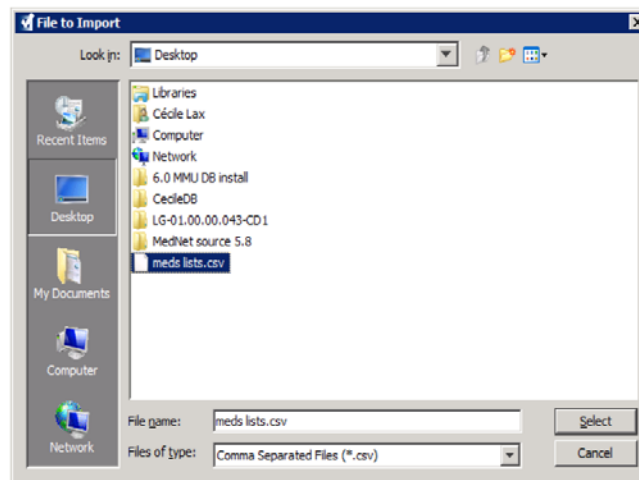 File to Import
Look in: Desktop
Recent Items
Desktop
My Documents
Computer
Network
Libraries
Cécile Lax
Computer
Network
6.0 MMU DB install
CecileDB
LG-01.00.00.043-CD1
MedNet source 5.8
meds lists.csv
File name: meds lists.csv Select
Files of type: Comma Separated Files (*.csv) Cancel